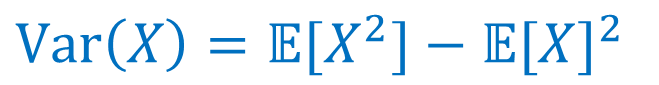 Var(𝑋) = 𝔼[𝑋²] − 𝔼[𝑋]²